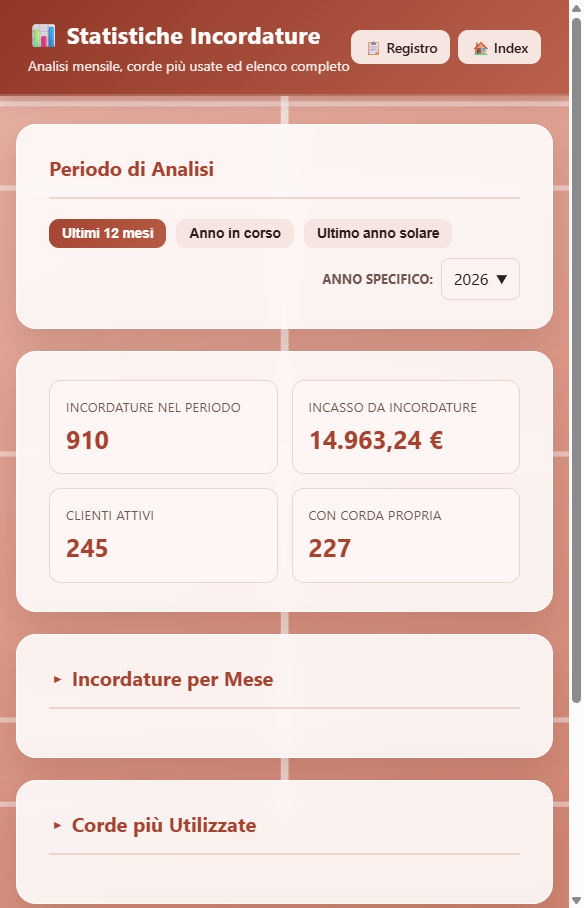 Statistiche Incordature
Analisi mensile, corde più usate ed elenco completo
Registro
Index
Periodo di Analisi
Ultimi 12 mesi
Anno in corso
Ultimo anno solare
ANNO SPECIFICO:
2026
INCORDATURE NEL PERIODO
910
INCASSO DA INCORDATURE
14.963,24 €
CLIENTI ATTIVI
245
CON CORDA PROPRIA
227
Incordature per Mese
Corde più Utilizzate